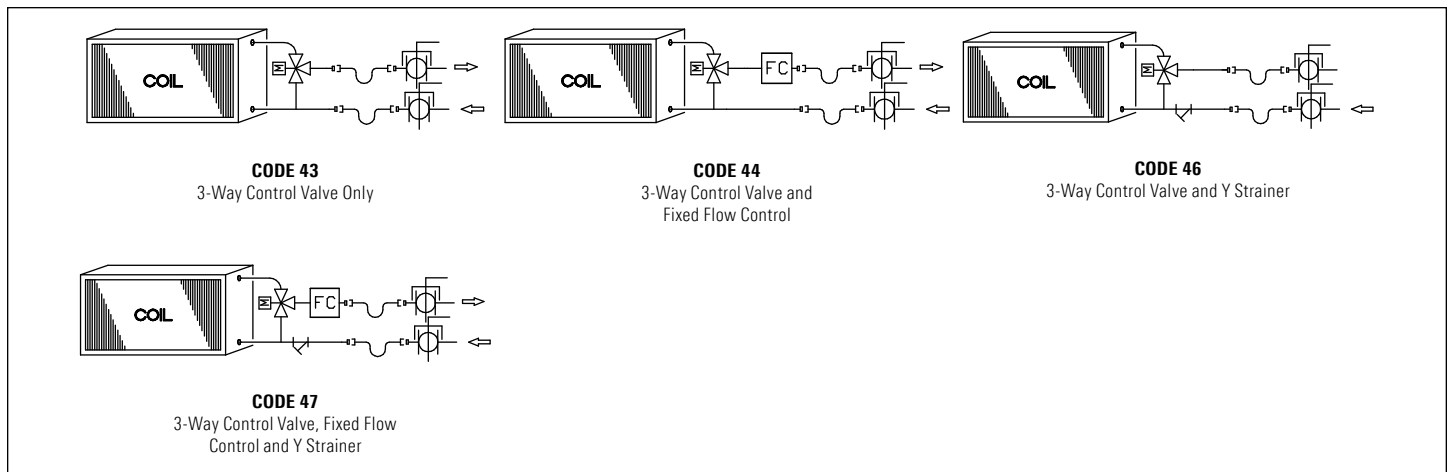 COIL
M
CODE 43
3-Way Control Valve Only
COIL
M
FC
CODE 44
3-Way Control Valve and
Fixed Flow Control
COIL
M
CODE 46
3-Way Control Valve and Y Strainer
COIL
M
FC
CODE 47
3-Way Control Valve, Fixed Flow
Control and Y Strainer